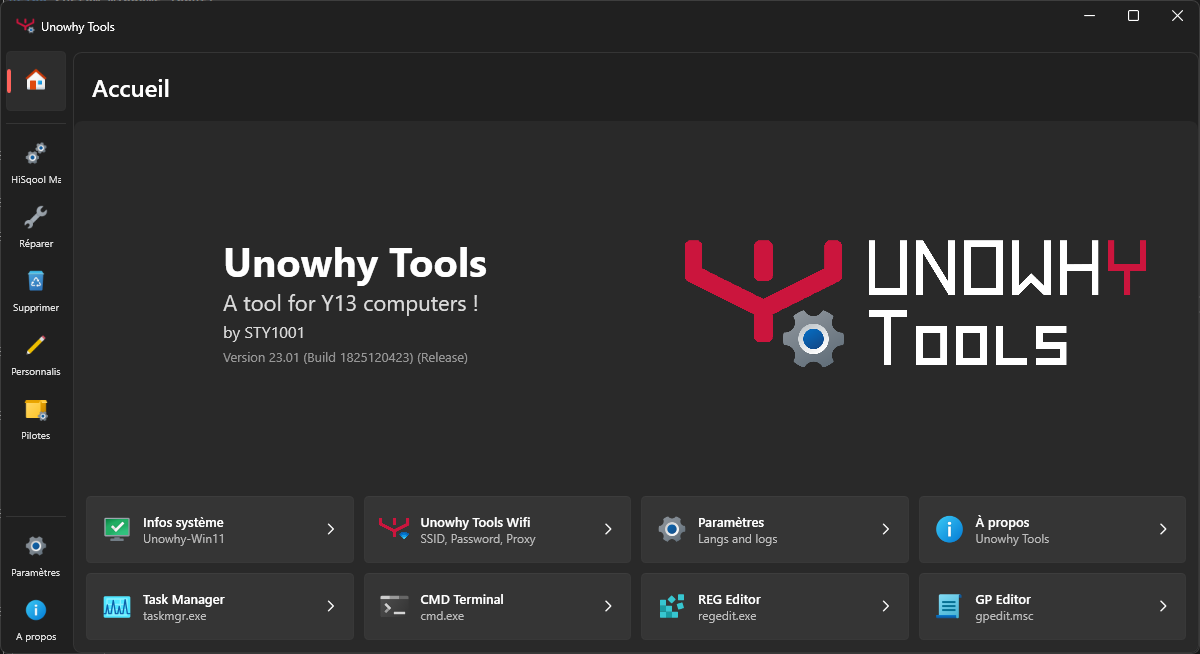 Unowhy Tools
Accueil
HiSqool Ma
Réparer
Supprimer
Personnalis
Pilotes
Paramètres
A propos
Unowhy Tools
A tool for Y13 computers !
by STY1001
Version 23.01 (Build 1825120423) (Release)
UNOWHY
TOOLS
Infos système
Unowhy-Win11
Unowhy Tools Wifi
SSID, Password, Proxy
Paramètres
Langs and logs
À propos
Unowhy Tools
Task Manager
taskmgr.exe
CMD Terminal
cmd.exe
REG Editor
regedit.exe
GP Editor
gpedit.msc